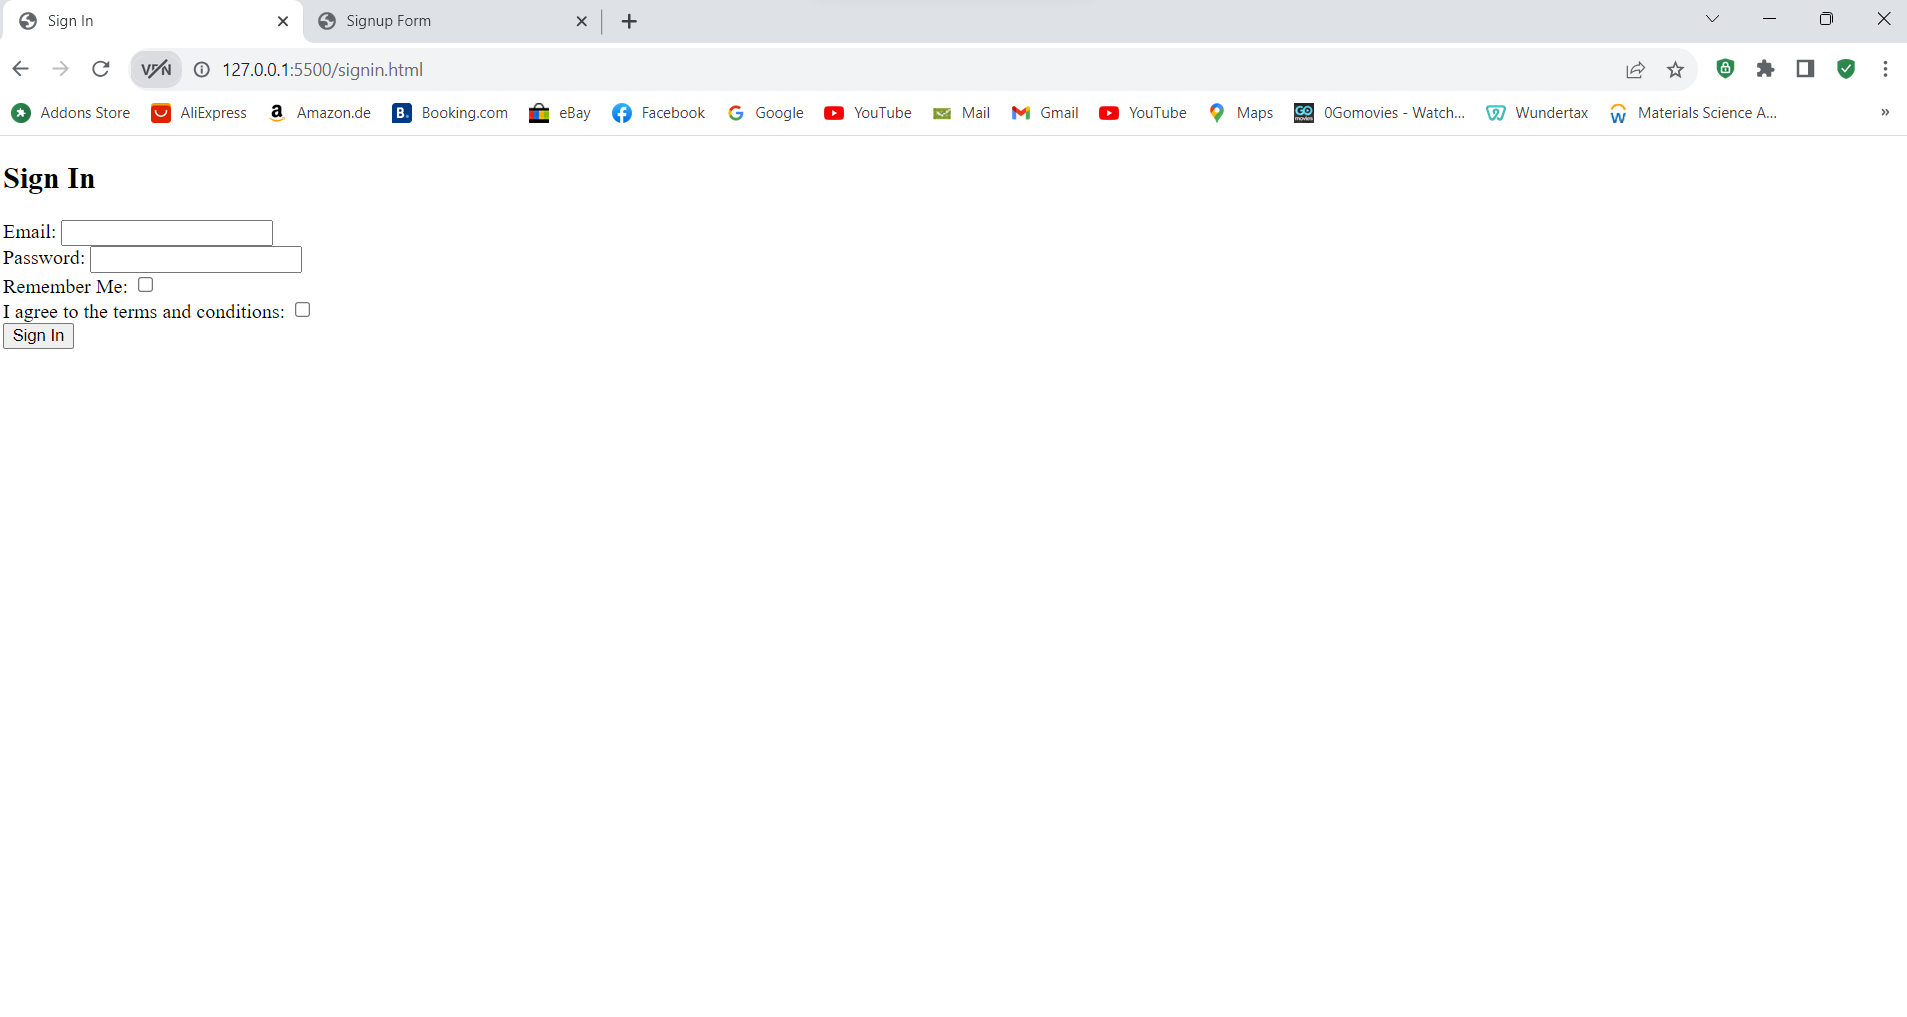 Sign In
Signup Form
VPN
127.0.0.1:5500/signin.html
Addons Store AliExpress a Amazon.de B. Booking.com eBay Facebook Google YouTube Mail Gmail YouTube Maps GO movies 0Gomovies - Watch... Wundertax W Materials Science A... »
Sign In
Email:
Password:
Remember Me:
I agree to the terms and conditions:
Sign In